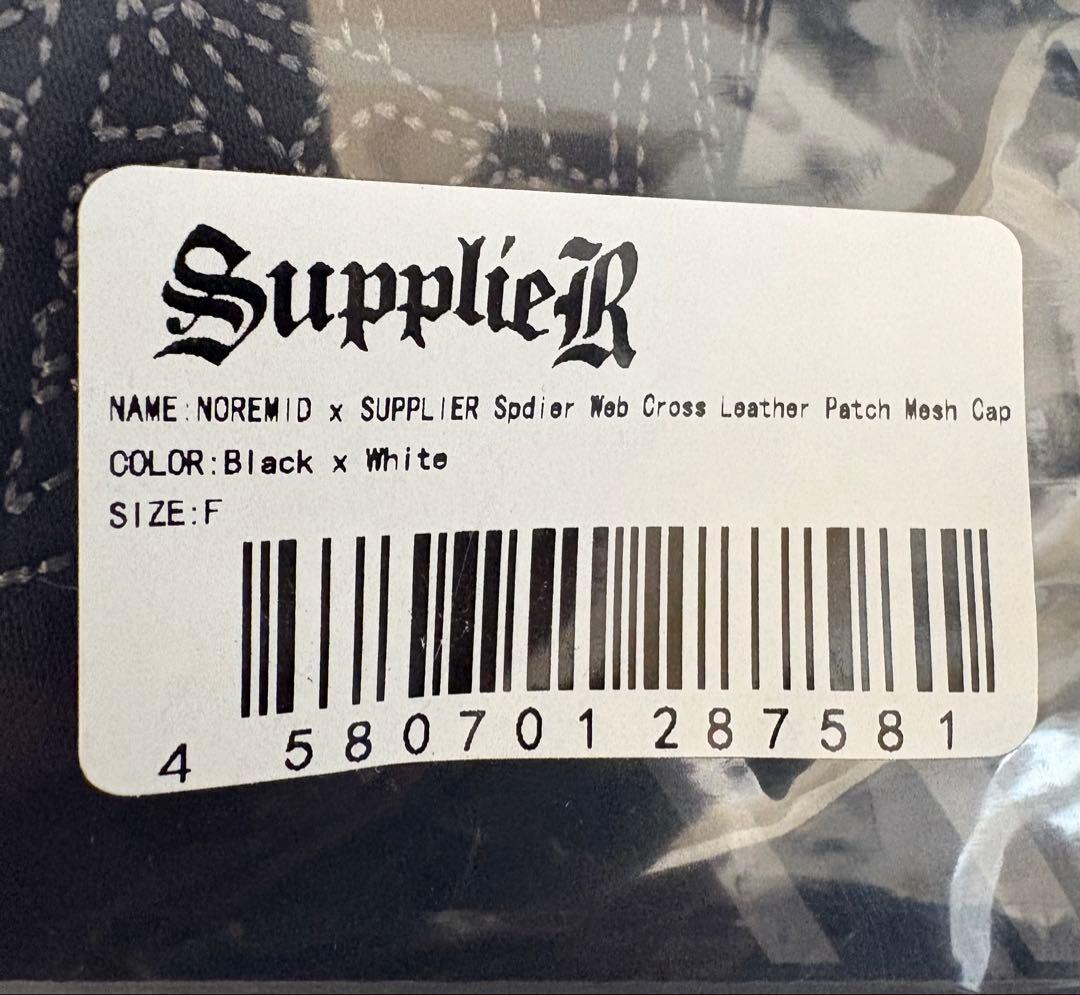 SupplieR
NAME:NOREMID x SUPPLIER Spdier Web Cross Leather Patch Mesh Cap
COLOR:Black x White
SIZE:F
4 580701 287581